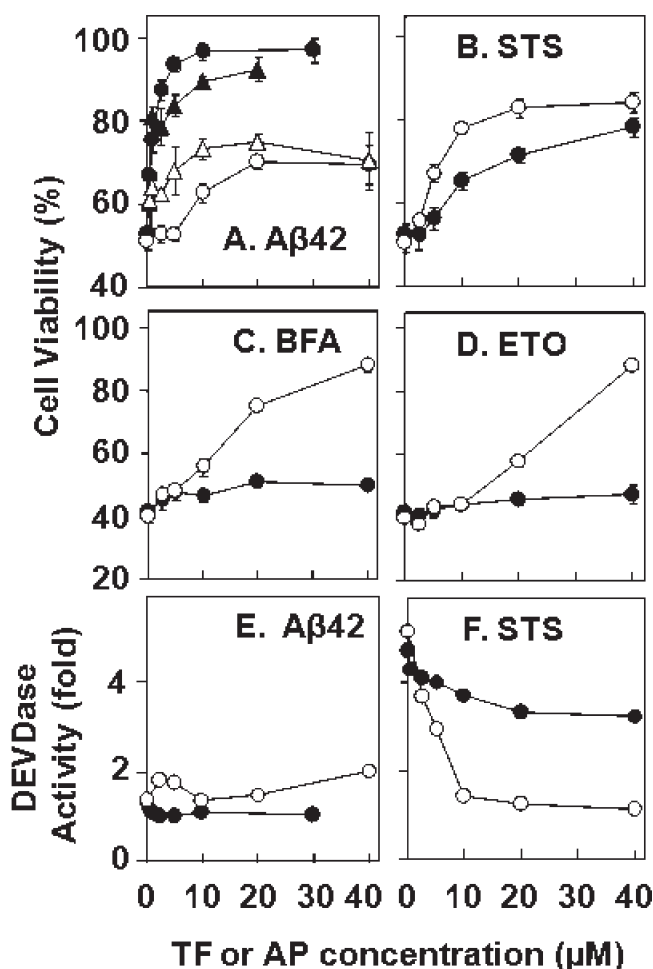 100
80
60
40
A. Aβ42
B. STS
Cell Viability (%)
100
80
60
40
20
C. BFA
D. ETO
DEVDase
Activity (fold)
4
2
0
E. Aβ42
F. STS
0 10 20 30 40 0 10 20 30 40
TF or AP concentration (μM)